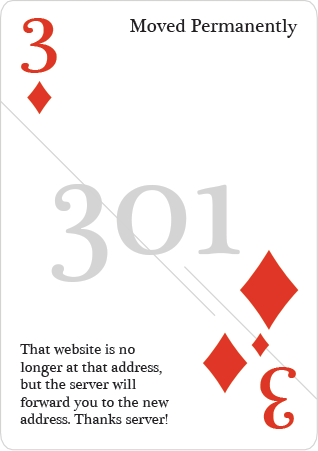 3
Moved Permanently
301
That website is no
longer at that address,
but the server will
forward you to the new
address. Thanks server!
3